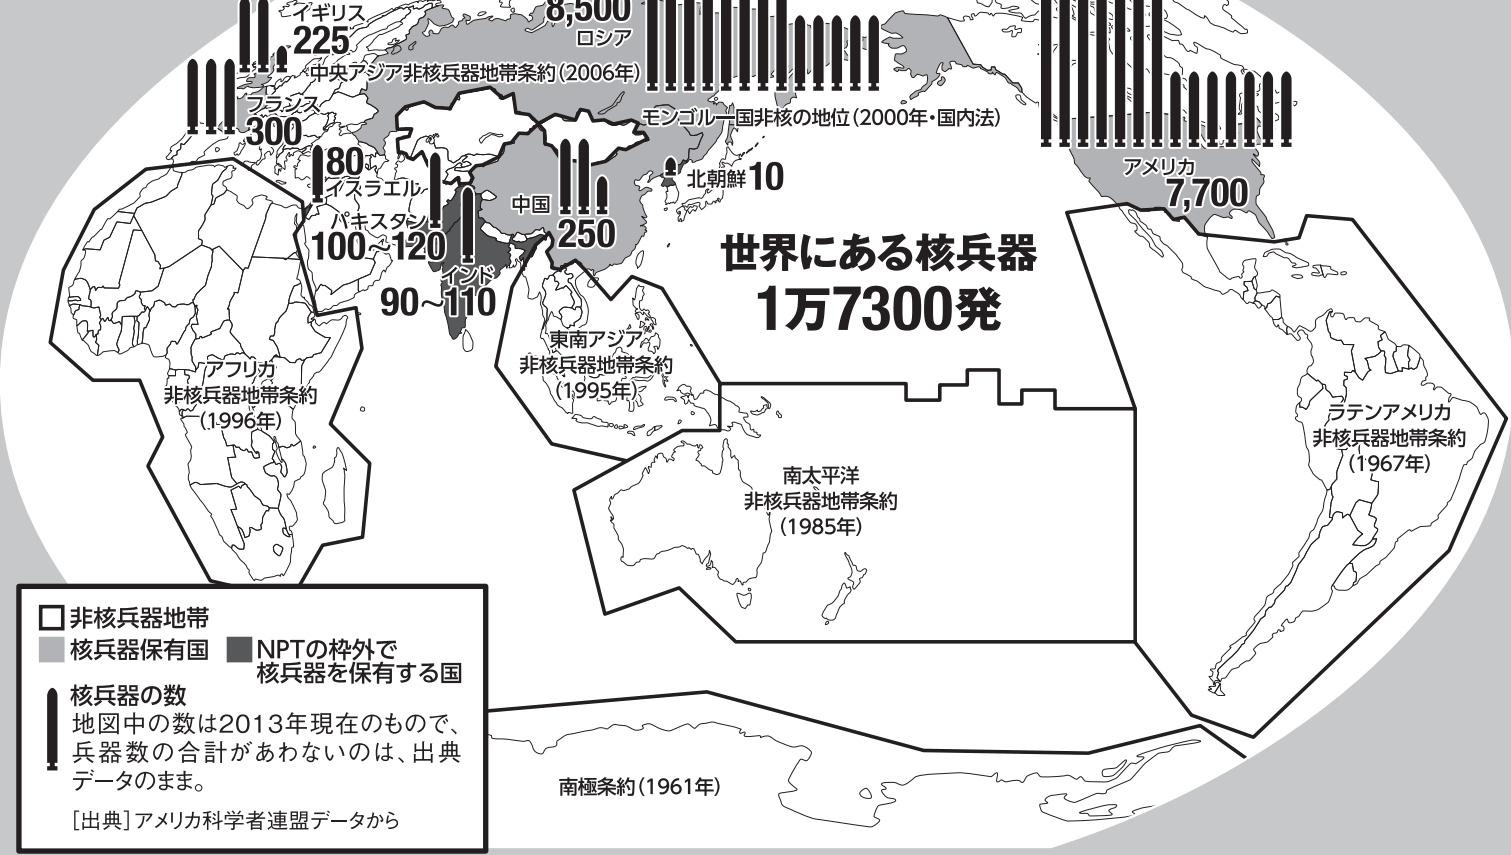 イギリス
225
8,500
ロシア
中央アジア非核兵器地帯条約(2006年)
フランス
300
モンゴル一国非核の地位(2000年・国内法)
80
イスラエル
パキスタン
100〜120
インド
90〜110
中国
250
北朝鮮10
アメリカ
7,700
世界にある核兵器
1万7300発
アフリカ
非核兵器地帯条約
(1996年)
東南アジア
非核兵器地帯条約
(1995年)
南太平洋
非核兵器地帯条約
(1985年)
ラテンアメリカ
非核兵器地帯条約
(1967年)
南極条約(1961年)
非核兵器地帯
核兵器保有国
NPTの枠外で
核兵器を保有する国
核兵器の数
地図中の数は2013年現在のもので、
兵器数の合計があわないのは、出典
データのまま。
[出典]アメリカ科学者連盟データから